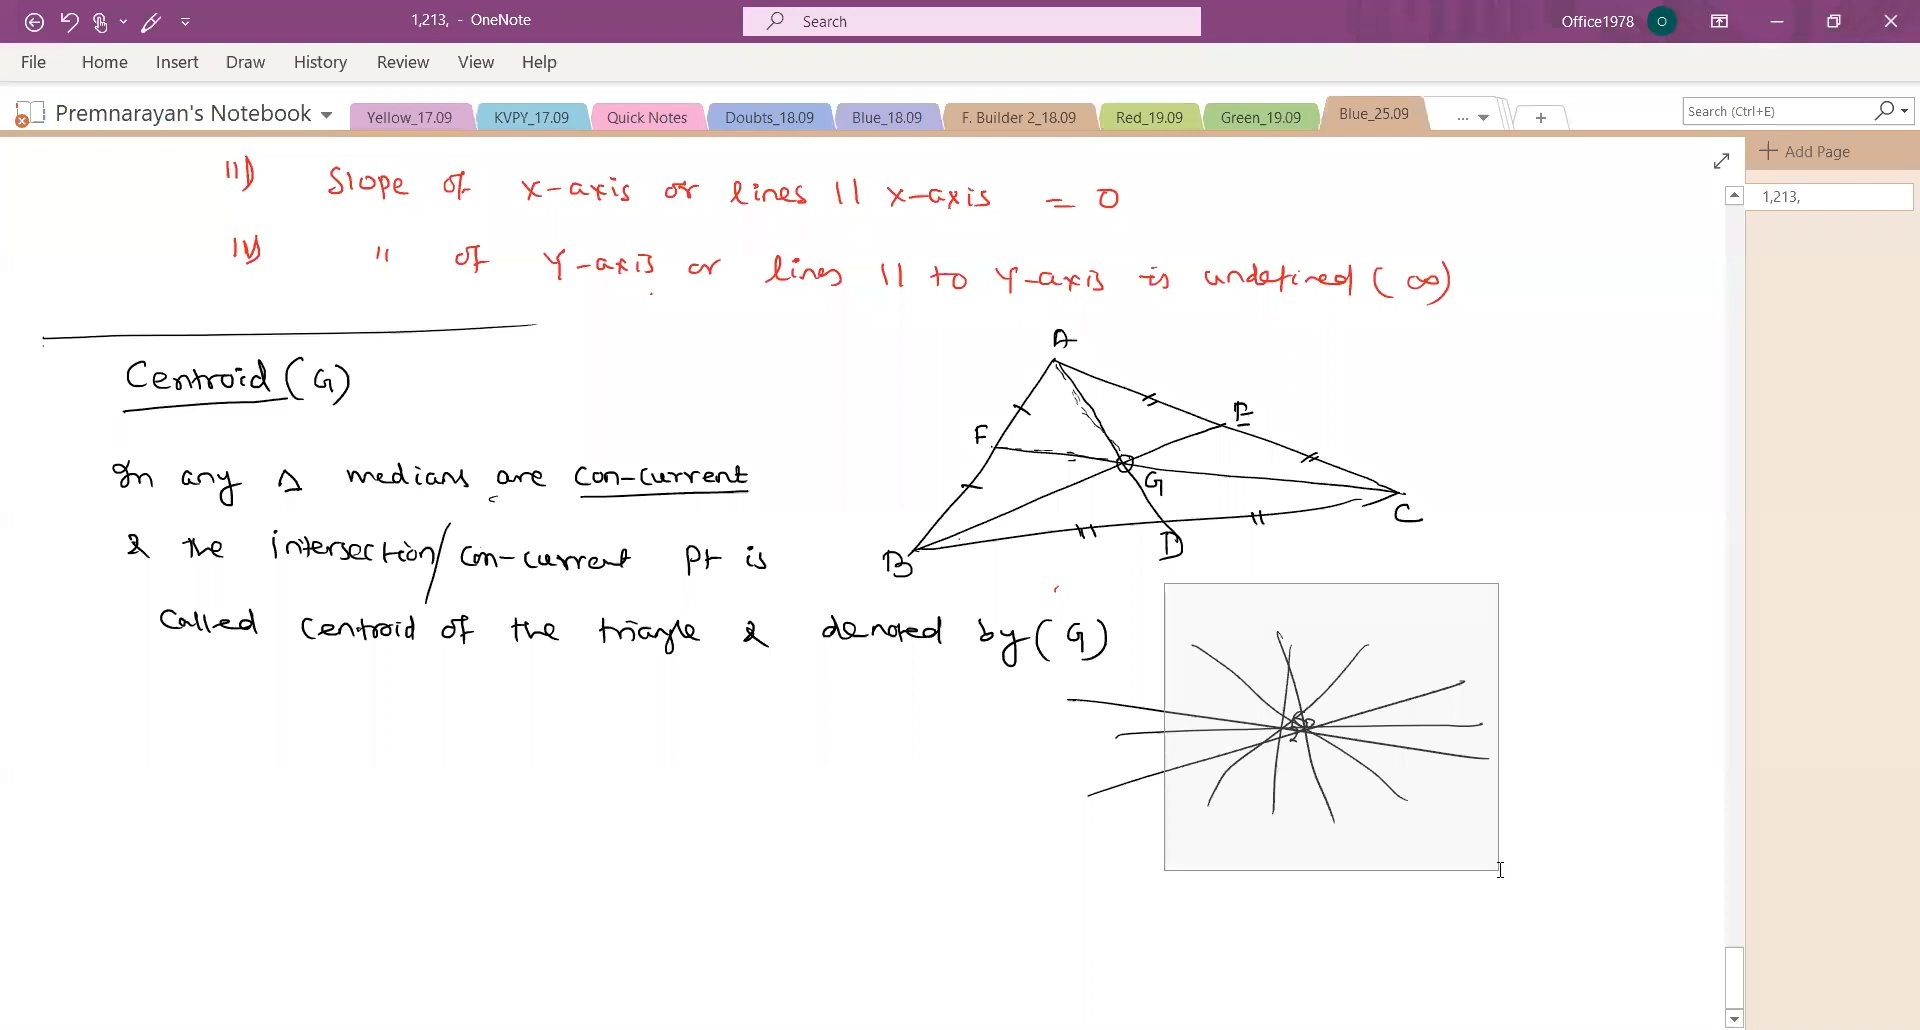 1,213, - OneNote
Search
Office1978
O
File Home Insert Draw History Review View Help
Premnarayan's Notebook
Yellow_17.09 KVPY_17.09 Quick Notes Doubts_18.09 Blue_18.09 F. Builder 2_18.09 Red_19.09 Green_19.09 Blue_25.09 ...
Search (Ctrl+E)
Add Page
1,213,
III) Slope of x-axis or lines || x-axis = 0
IV) " of Y-axis or lines || to Y-axis is undefined (∞)
Centroid (G)
In any Δ medians are con-current
& the intersection/con-current pt is
called centroid of the triagle & denoted by (G)
A
E
F
G
C
B
D